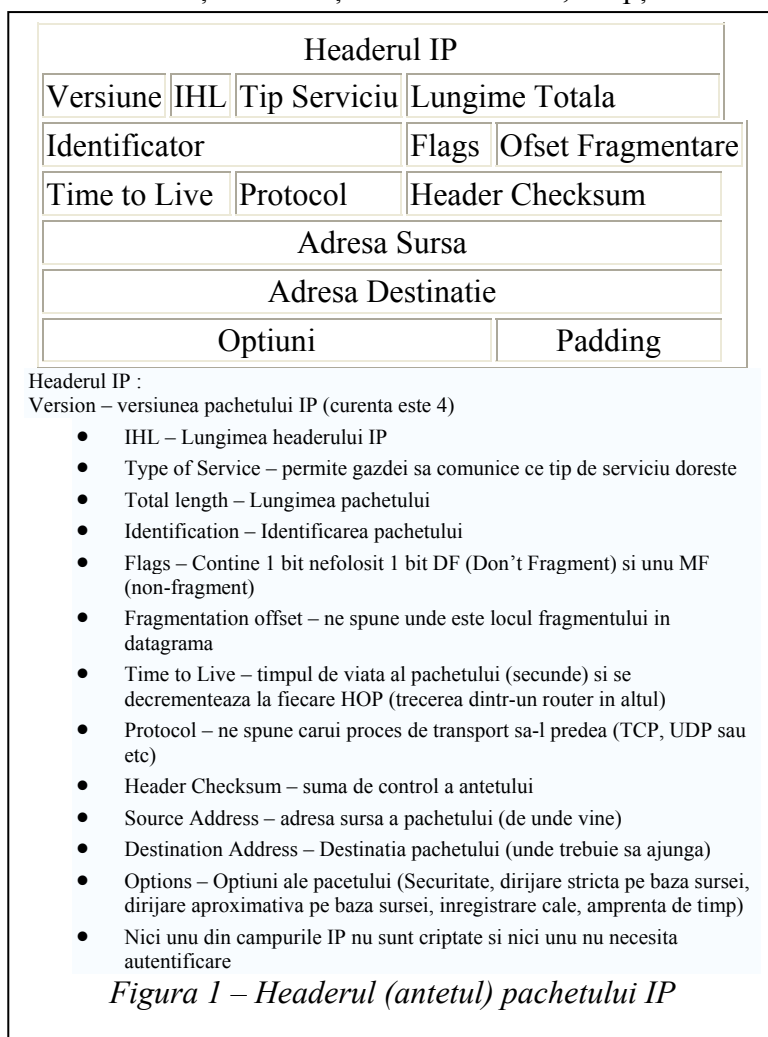 Headerul IP
Versiune IHL Tip Serviciu Lungime Totala
Identificator Flags Ofset Fragmentare
Time to Live Protocol Header Checksum
Adresa Sursa
Adresa Destinatie
Optiuni Padding
Headerul IP :
Version – versiunea pachetului IP (curenta este 4)
• IHL – Lungimea headerului IP
• Type of Service – permite gazdei sa comunice ce tip de serviciu doreste
• Total length – Lungimea pachetului
• Identification – Identificarea pachetului
• Flags – Contine 1 bit nefolosit 1 bit DF (Don’t Fragment) si unu MF
(non-fragment)
• Fragmentation offset – ne spune unde este locul fragmentului in
datagrama
• Time to Live – timpul de viata al pachetului (secunde) si se
decrementeaza la fiecare HOP (trecerea dintr-un router in altul)
• Protocol – ne spune carui proces de transport sa-l predea (TCP, UDP sau
etc)
• Header Checksum – suma de control a antetului
• Source Address – adresa sursa a pachetului (de unde vine)
• Destination Address – Destinatia pachetului (unde trebuie sa ajunga)
• Options – Optiuni ale pacetului (Securitate, dirijare stricta pe baza sursei,
dirijare aproximativa pe baza sursei, inregistrare cale, amprenta de timp)
• Nici unu din campurile IP nu sunt criptate si nici unu nu necesita
autentificare
Figura 1 – Headerul (antetul) pachetului IP